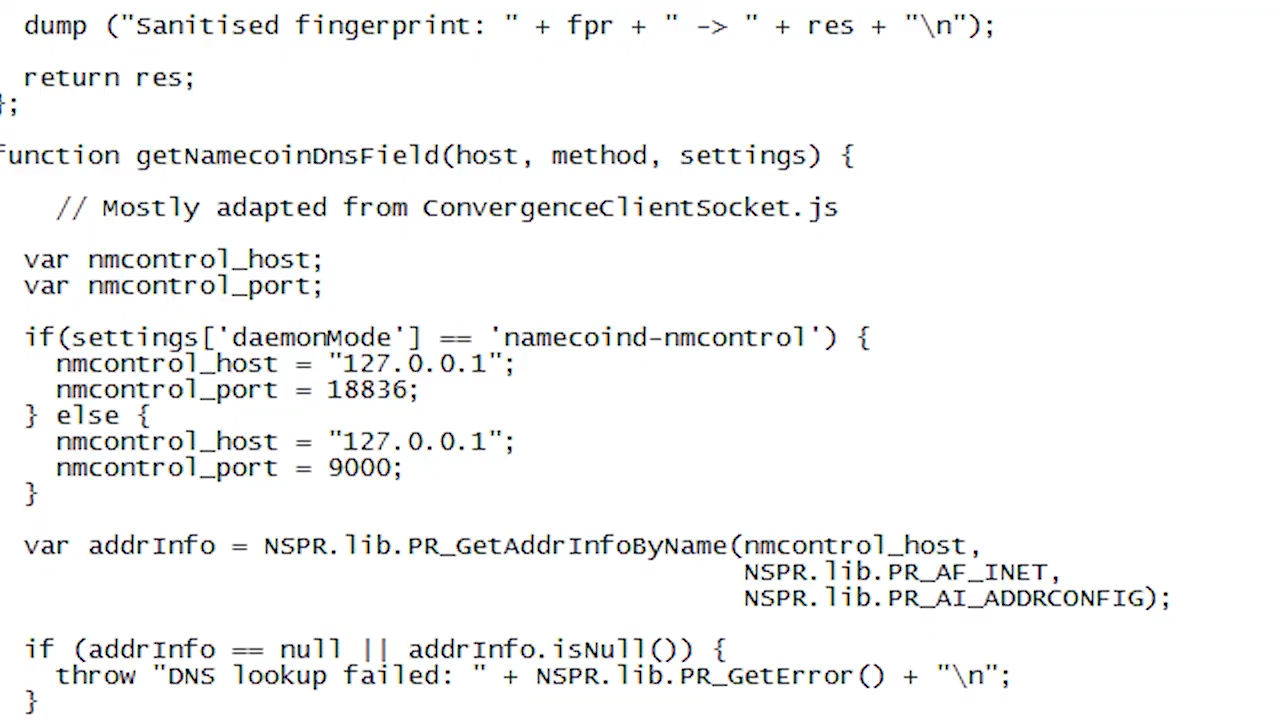 dump ("Sanitised fingerprint: " + fpr + " -> " + res + "\n");
return res;
};
function getNamecoinDnsField(host, method, settings) {
// Mostly adapted from ConvergenceClientSocket.js
var nmcontrol_host;
var nmcontrol_port;
if(settings['daemonMode'] == 'namecoind-nmcontrol') {
nmcontrol_host = "127.0.0.1";
nmcontrol_port = 18836;
} else {
nmcontrol_host = "127.0.0.1";
nmcontrol_port = 9000;
}
var addrInfo = NSPR.lib.PR_GetAddrInfoByName(nmcontrol_host,
NSPR.lib.PR_AF_INET,
NSPR.lib.PR_AI_ADDRCONFIG);
if (addrInfo == null || addrInfo.isNull()) {
throw "DNS lookup failed: " + NSPR.lib.PR_GetError() + "\n";
}